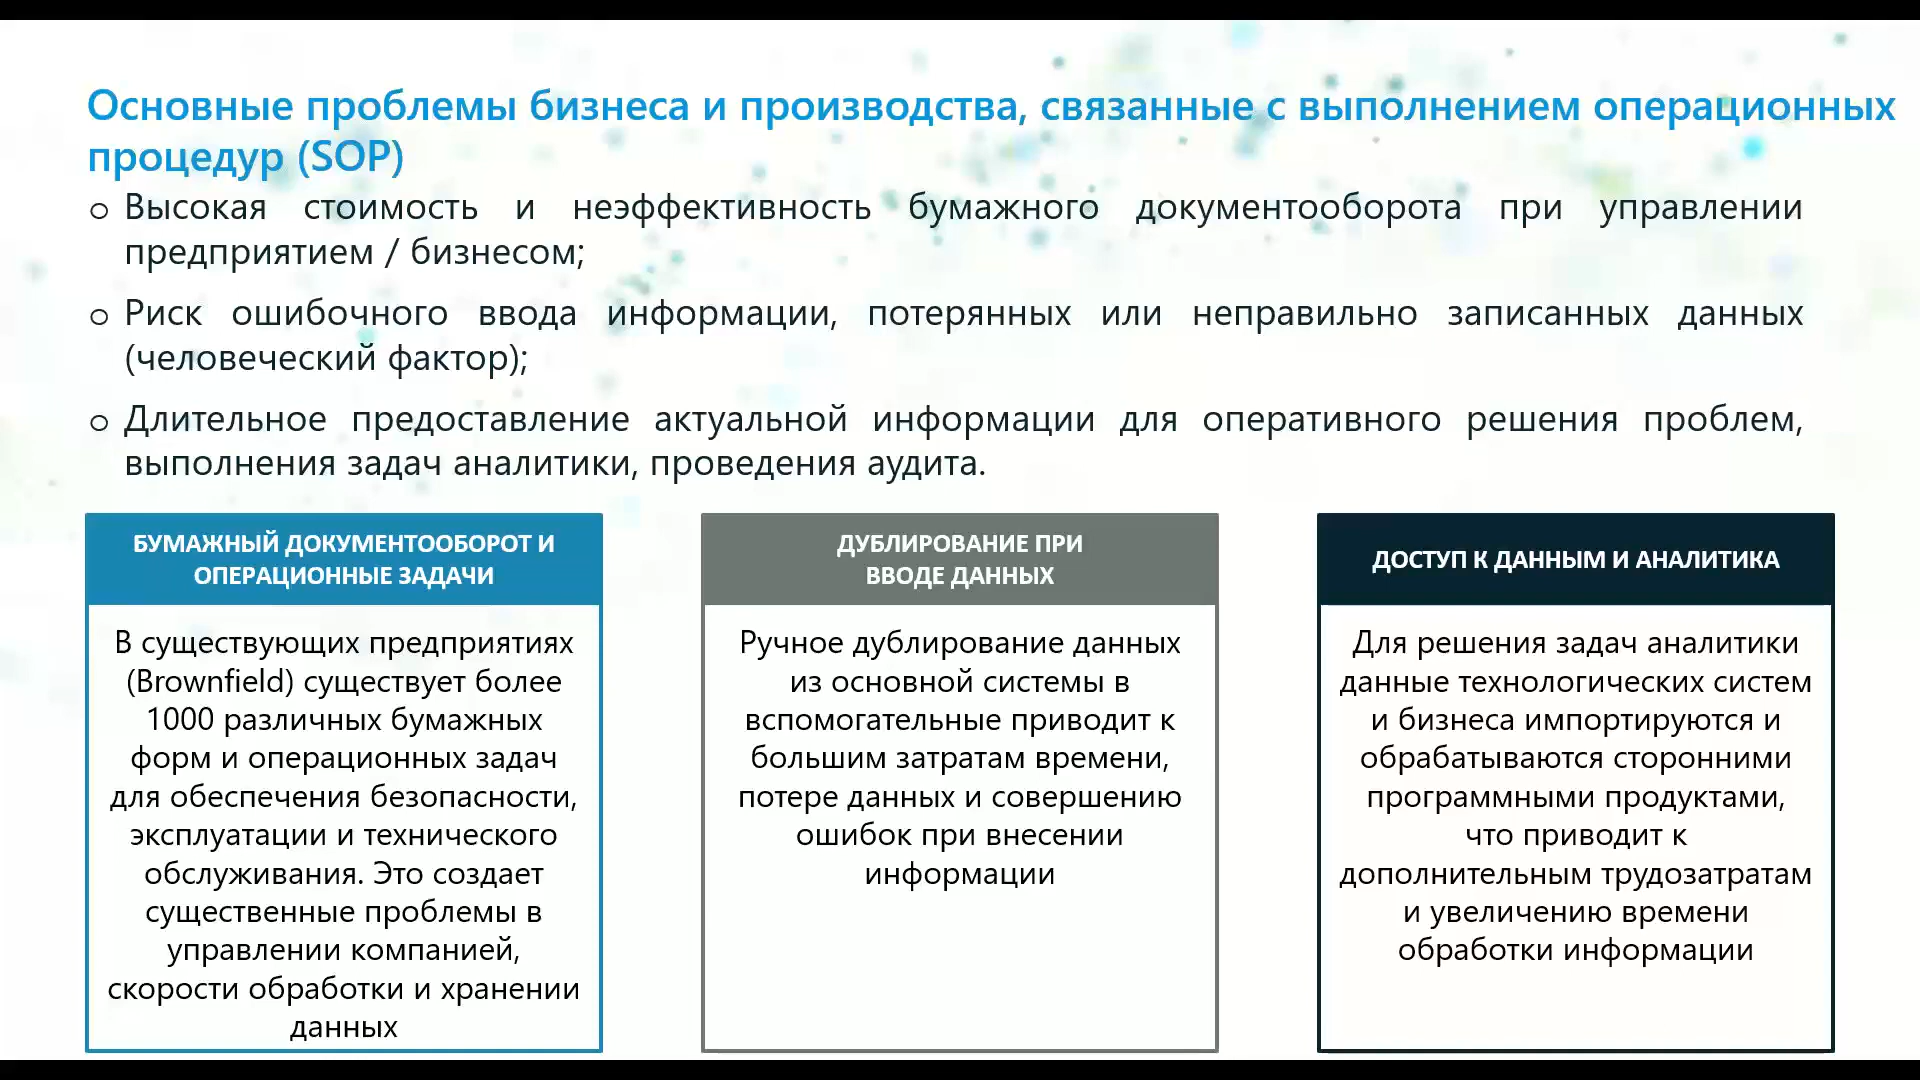 Основные проблемы бизнеса и производства, связанные с выполнением операционных
процедур (SOP)
o Высокая стоимость и неэффективность бумажного документооборота при управлении
предприятием / бизнесом;
o Риск ошибочного ввода информации, потерянных или неправильно записанных данных
(человеческий фактор);
o Длительное предоставление актуальной информации для оперативного решения проблем,
выполнения задач аналитики, проведения аудита.
БУМАЖНЫЙ ДОКУМЕНТООБОРОТ И
ОПЕРАЦИОННЫЕ ЗАДАЧИ
В существующих предприятиях
(Brownfield) существует более
1000 различных бумажных
форм и операционных задач
для обеспечения безопасности,
эксплуатации и технического
обслуживания. Это создает
существенные проблемы в
управлении компанией,
скорости обработки и хранении
данных
ДУБЛИРОВАНИЕ ПРИ
ВВОДЕ ДАННЫХ
Ручное дублирование данных
из основной системы в
вспомогательные приводит к
большим затратам времени,
потере данных и совершению
ошибок при внесении
информации
ДОСТУП К ДАННЫМ И АНАЛИТИКА
Для решения задач аналитики
данные технологических систем
и бизнеса импортируются и
обрабатываются сторонними
программными продуктами,
что приводит к
дополнительным трудозатратам
и увеличению времени
обработки информации